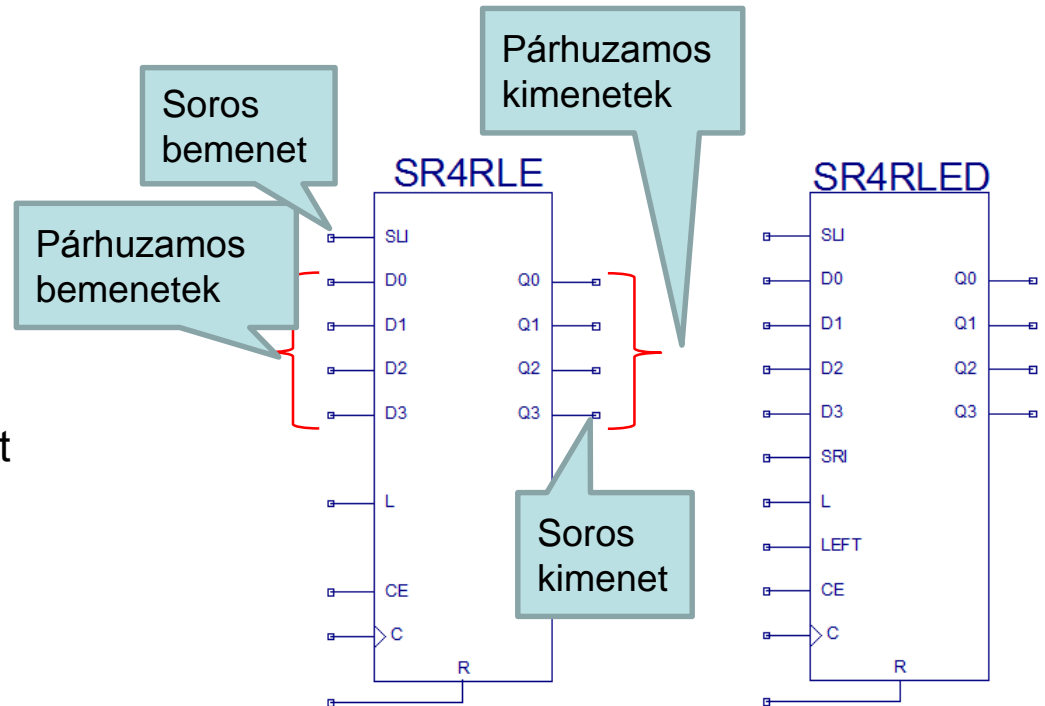 Párhuzamos
kimenetek
Soros
bemenet
Párhuzamos
bemenetek
t
SR4RLE
SLI
D0
D1
D2
D3
L
CE
C
R
Q0
Q1
Q2
Q3
Soros
kimenet
SR4RLED
SLI
D0
D1
D2
D3
SRI
L
LEFT
CE
C
R
Q0
Q1
Q2
Q3